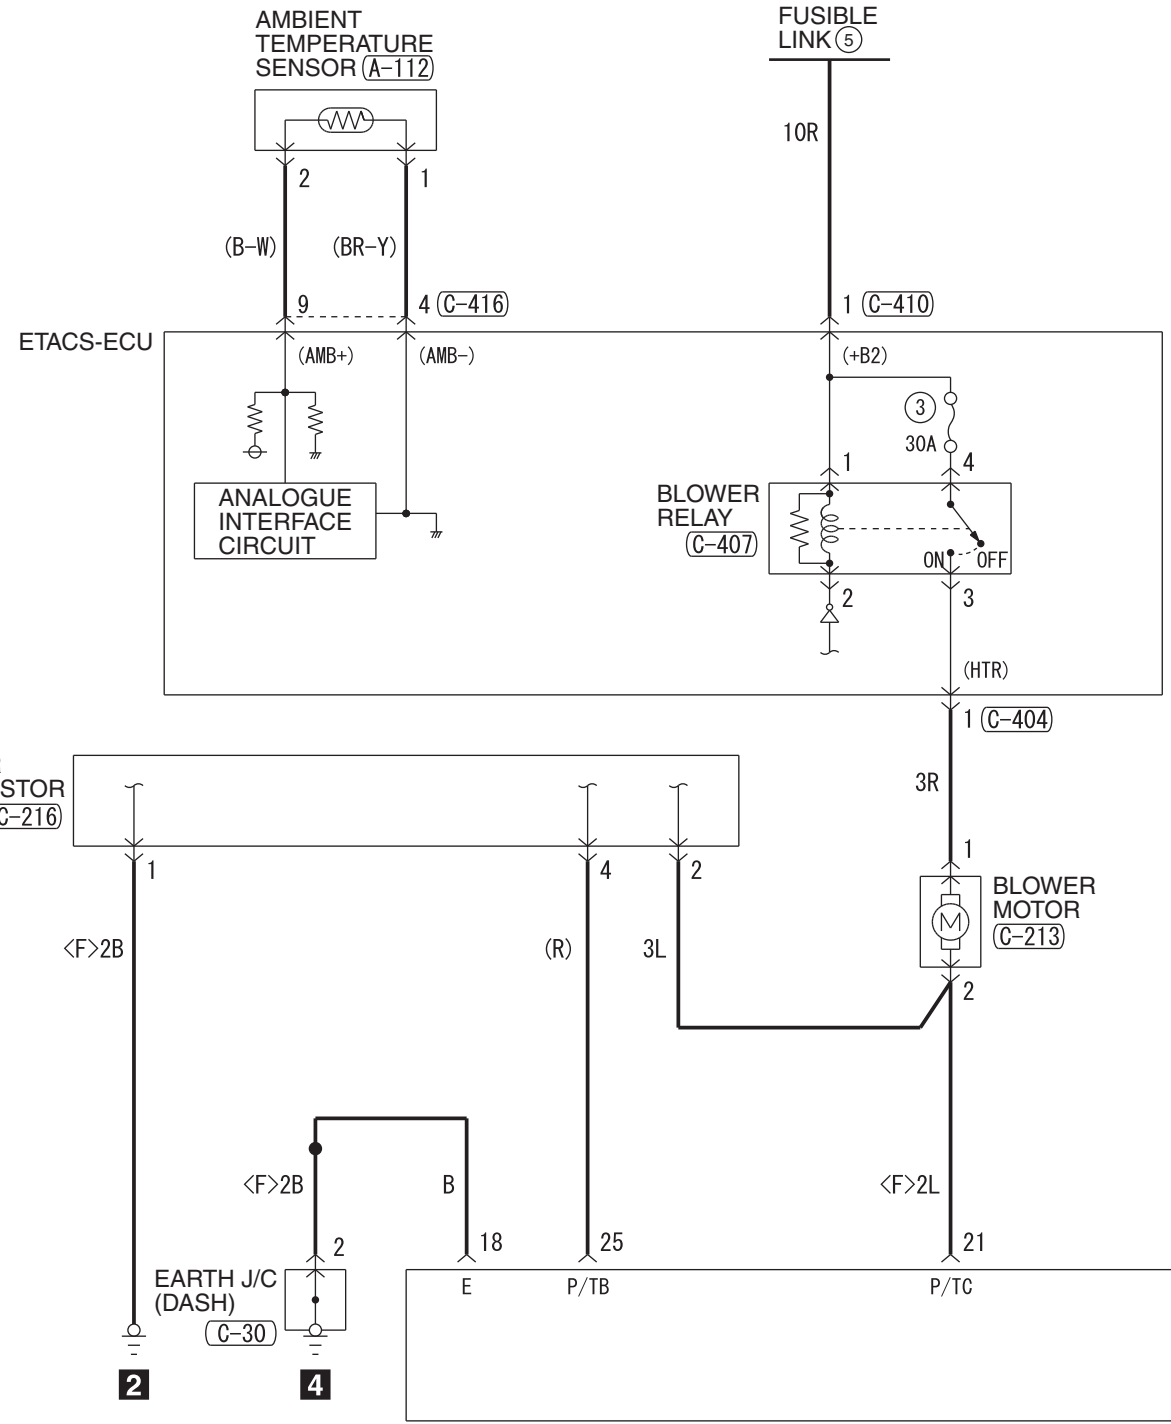 AMBIENT
TEMPERATURE
SENSOR A-112
FUSIBLE
LINK 5
10R
2
1
(B-W)
(BR-Y)
9
4 C-416
1 C-410
ETACS-ECU
(AMB+)
(AMB-)
(+B2)
3
30A
1
4
ANALOGUE
INTERFACE
CIRCUIT
BLOWER
RELAY
C-407
ON
OFF
2
3
(HTR)
1 C-404
STOR
C-216
3R
1
4
2
1
BLOWER
MOTOR
C-213
M
<F>2B
(R)
3L
2
<F>2B
B
<F>2L
2
18
25
21
EARTH J/C
(DASH)
C-30
E
P/TB
P/TC
2
4